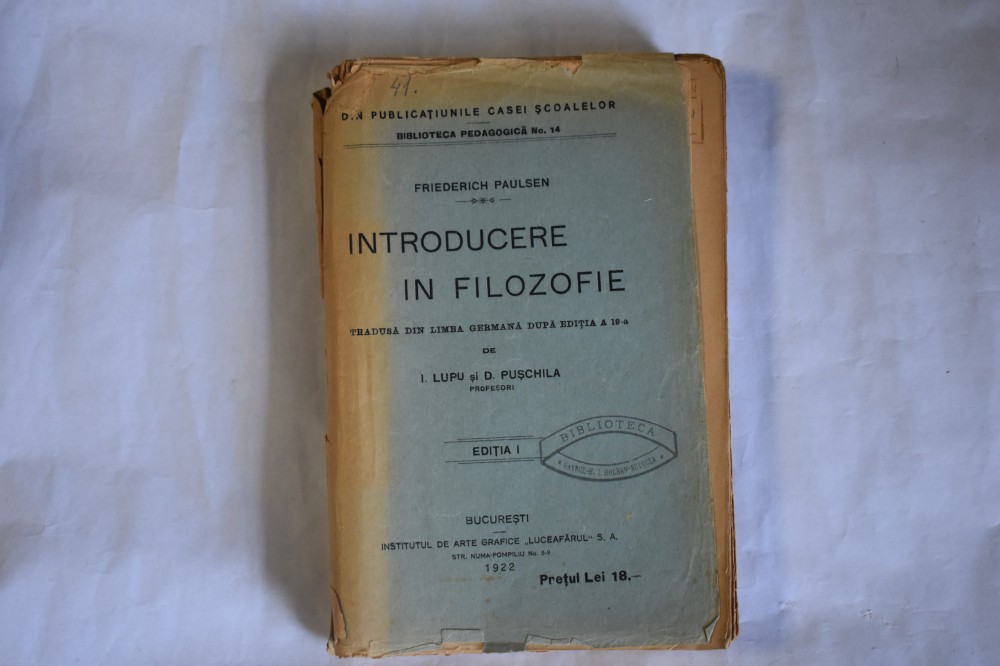 41.
DIN PUBLICAȚIUNILE CASEI ȘCOALELOR
BIBLIOTECA PEDAGOGICĂ No. 14
FRIEDERICH PAULSEN
INTRODUCERE
IN FILOZOFIE
TRADUSĂ DIN LIMBA GERMANĂ DUPĂ EDIȚIA A 19-a
DE
I. LUPU și D. PUȘCHILA
PROFESORI
EDIȚIA I
BIBLIOTECA
BUCUREȘTI
INSTITUTUL DE ARTE GRAFICE „LUCEAFĂRUL" S. A.
STR. NUMA-POMPILIU No. 5-9
1922
Prețul Lei 18.—